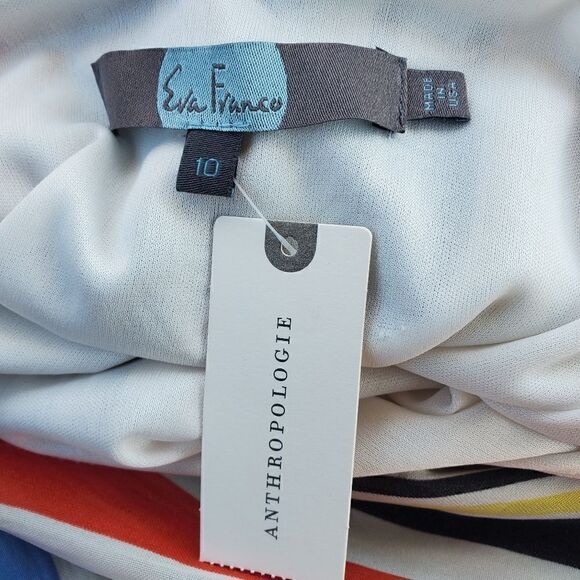 Eva Franco
MADE
IN
USA
10
ANTHROPOLOGIE